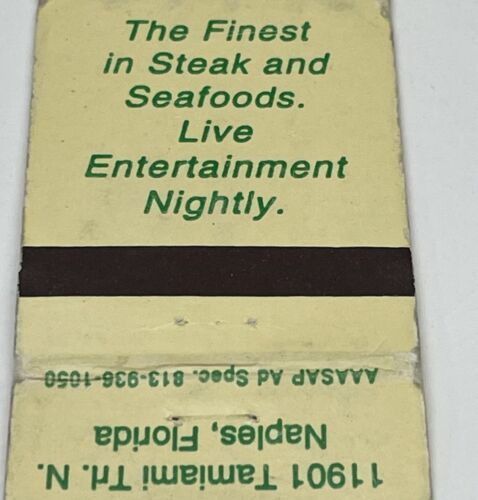 The Finest
in Steak and
Seafoods.
Live
Entertainment
Nightly.
AAASAP Ad Spec. 813-936-1050
11901 Tamiami Trl. N.
Naples, Florida